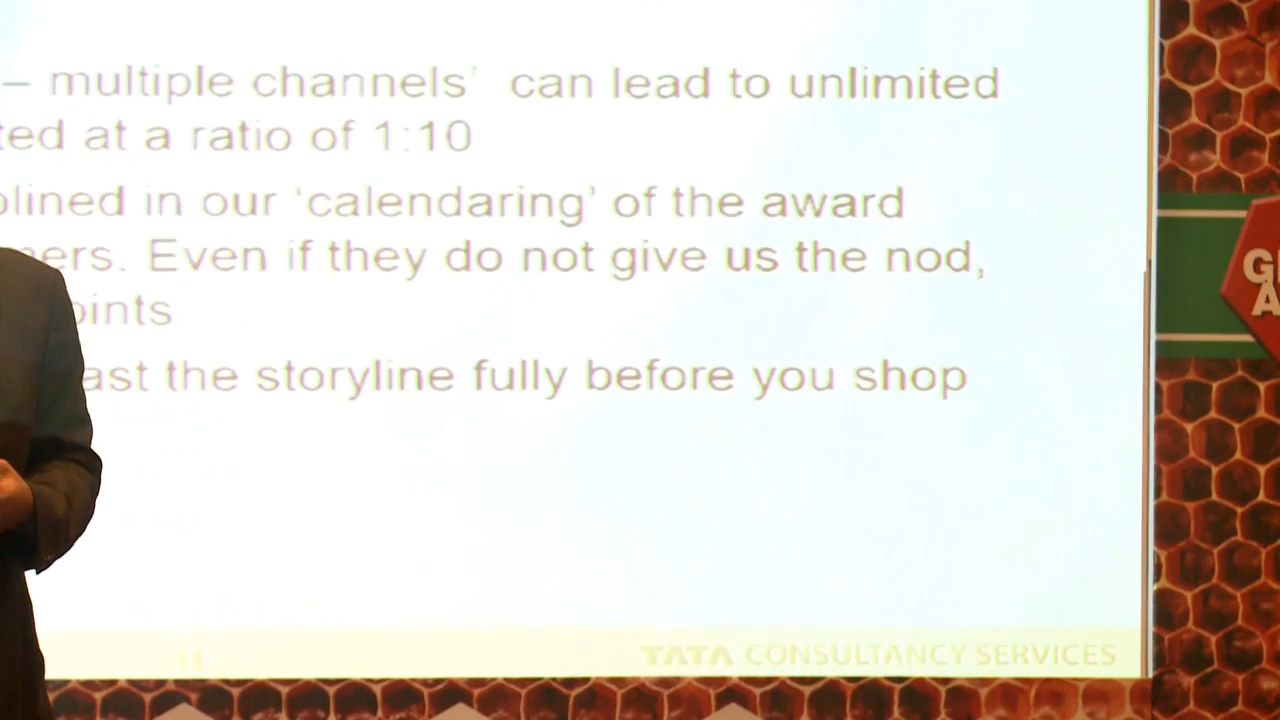 – multiple channels' can lead to unlimited
ted at a ratio of 1:10
plined in our ‘calendaring’ of the award
ers. Even if they do not give us the nod,
oints
ast the storyline fully before you shop
TATA CONSULTANCY SERVICES
G
A